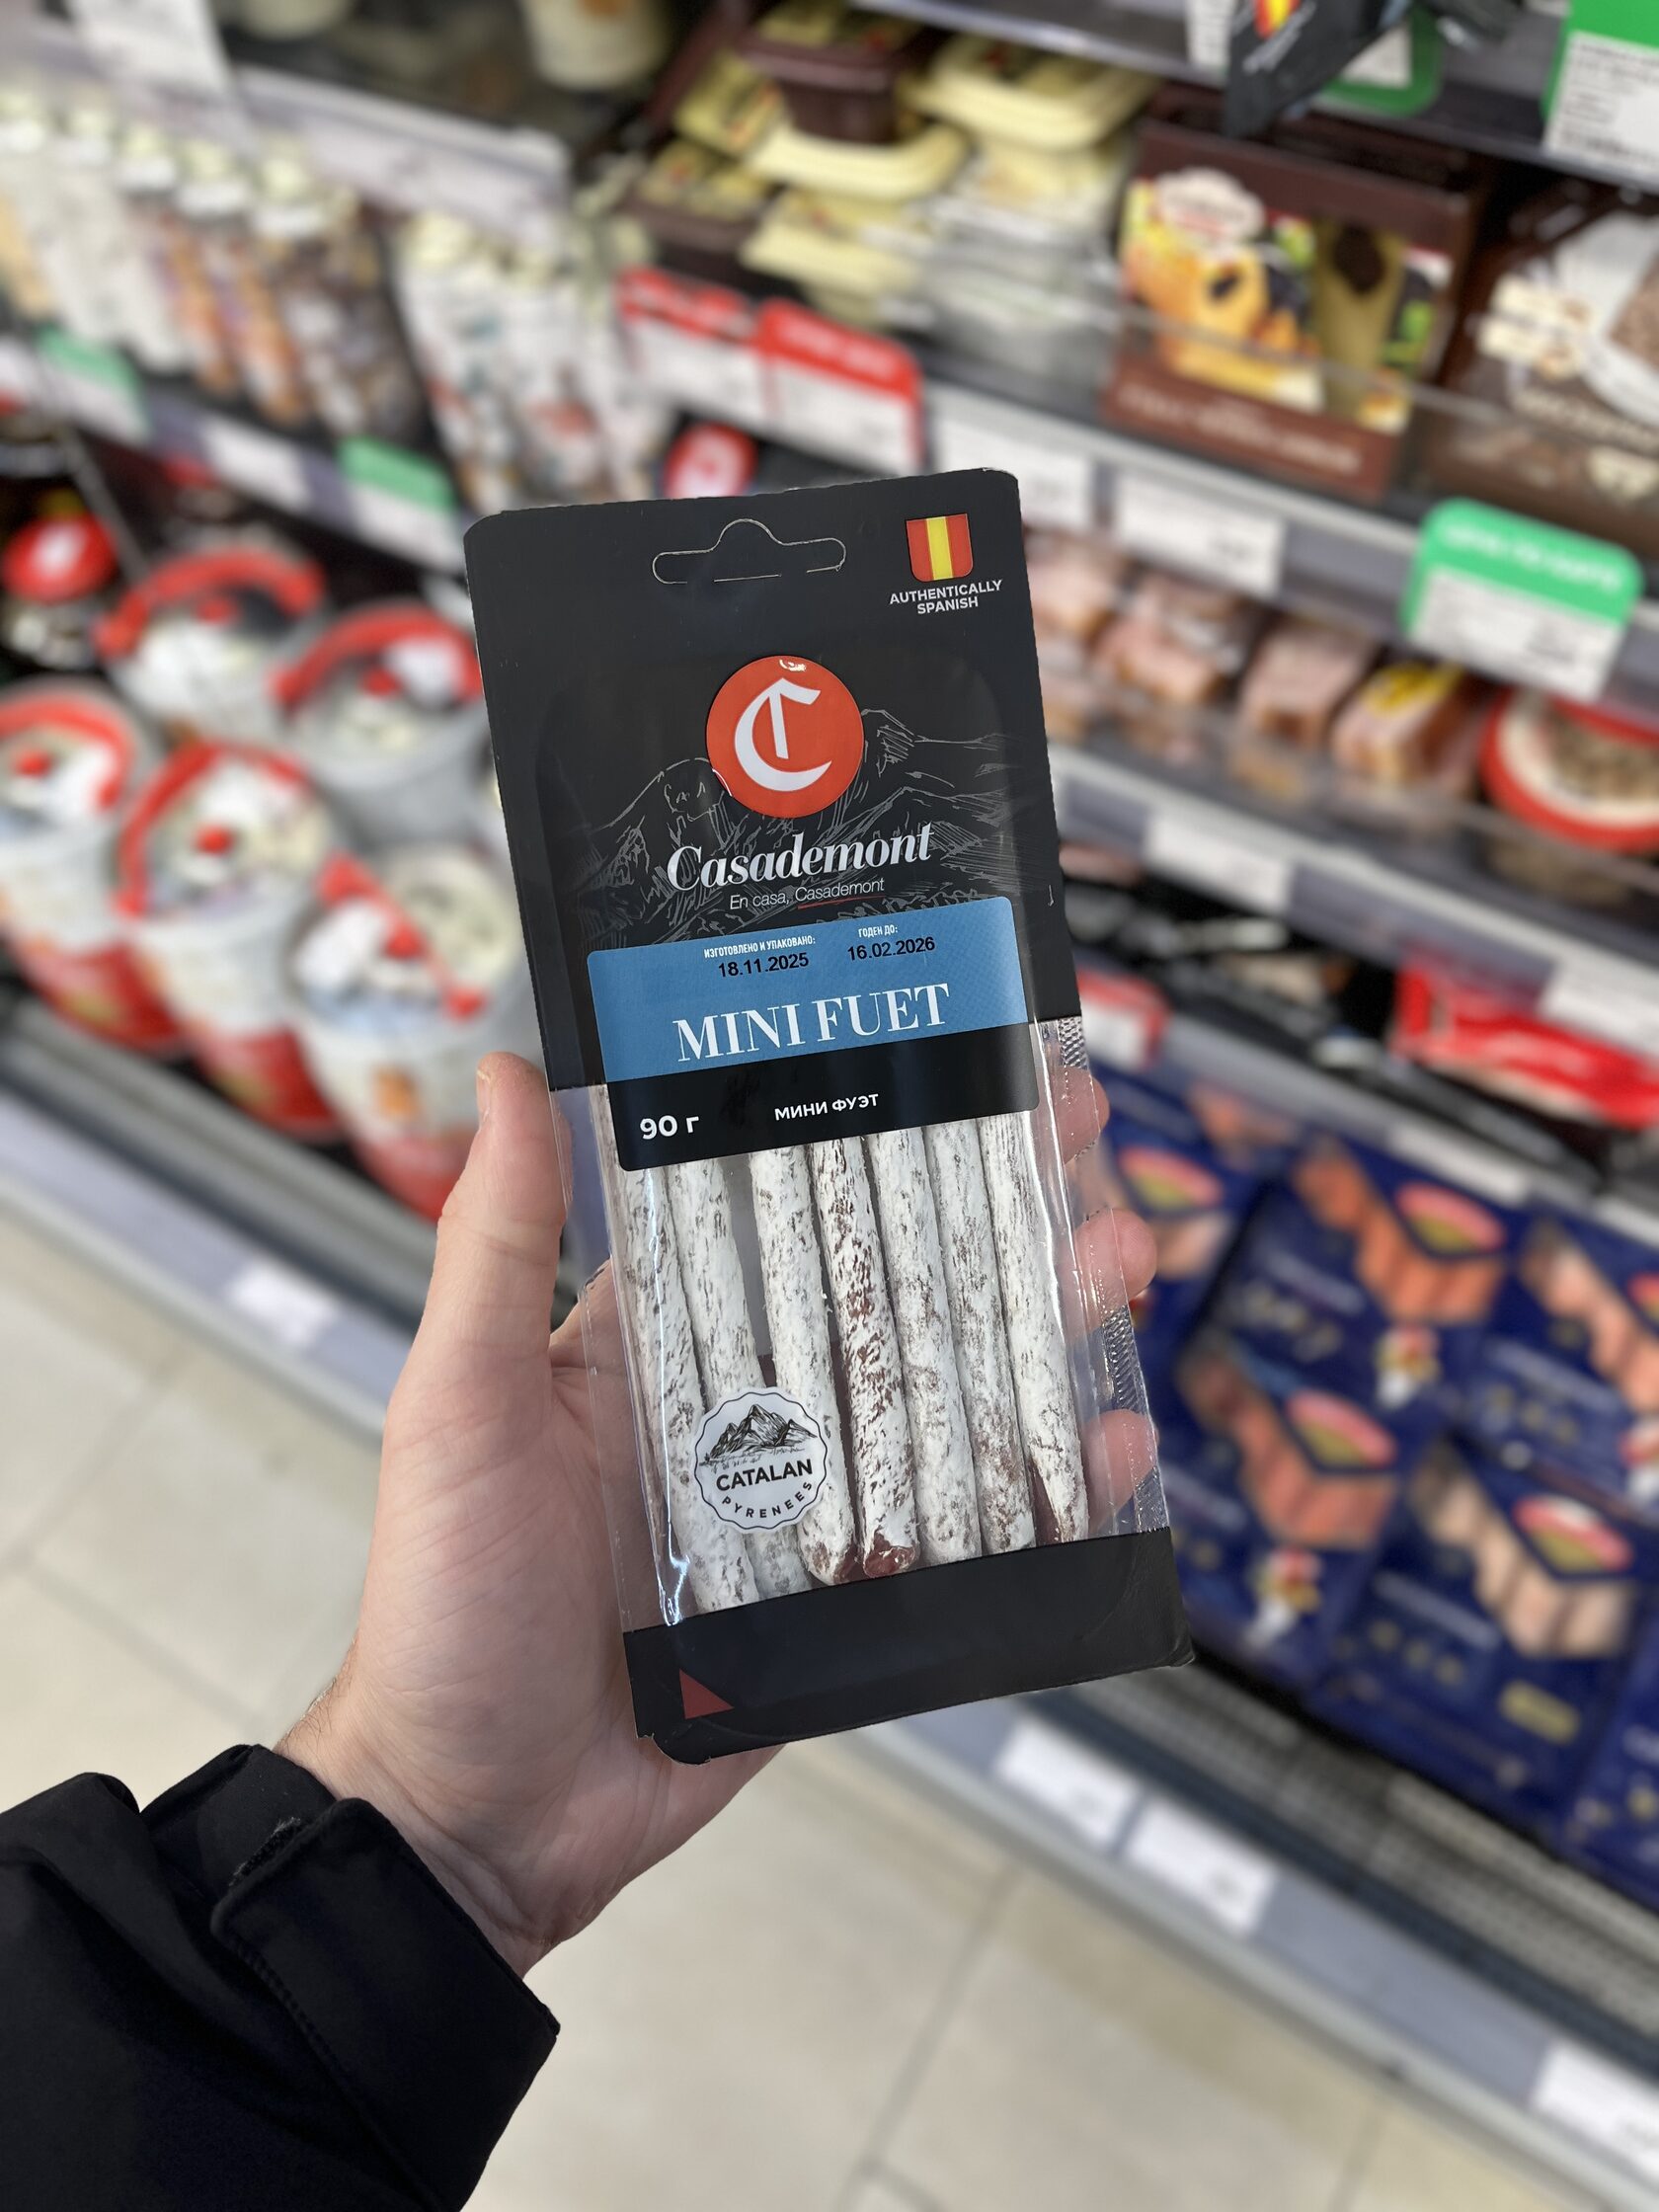 AUTHENTICALLY
SPANISH
Casademont
En casa, Casademont
ИЗГОТОВЛЕНО И УПАКОВАНО:
18.11.2025
ГОДЕН ДО:
16.02.2026
MINI FUET
90 г
МИНИ ФУЭТ
CATALAN
PYRENEES